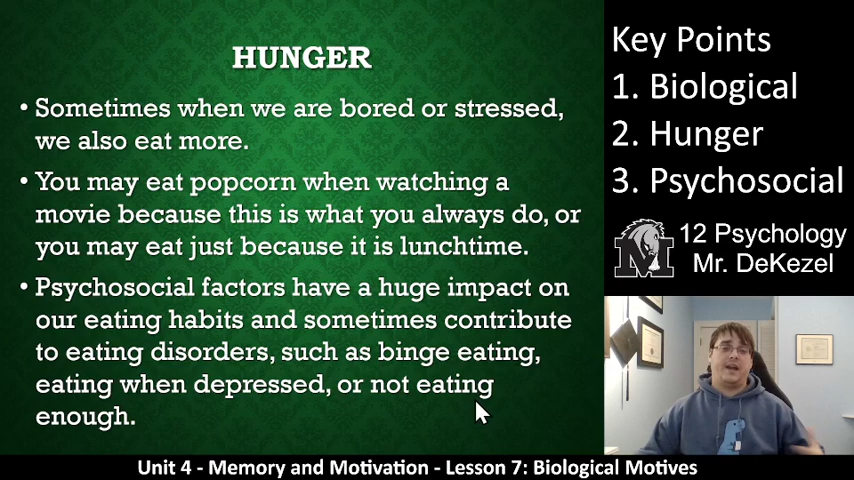 HUNGER
• Sometimes when we are bored or stressed,
we also eat more.
• You may eat popcorn when watching a
movie because this is what you always do, or
you may eat just because it is lunchtime.
• Psychosocial factors have a huge impact on
our eating habits and sometimes contribute
to eating disorders, such as binge eating,
eating when depressed, or not eating
enough.
Key Points
1. Biological
2. Hunger
3. Psychosocial
M
12 Psychology
Mr. DeKezel
Unit 4 - Memory and Motivation - Lesson 7: Biological Motives